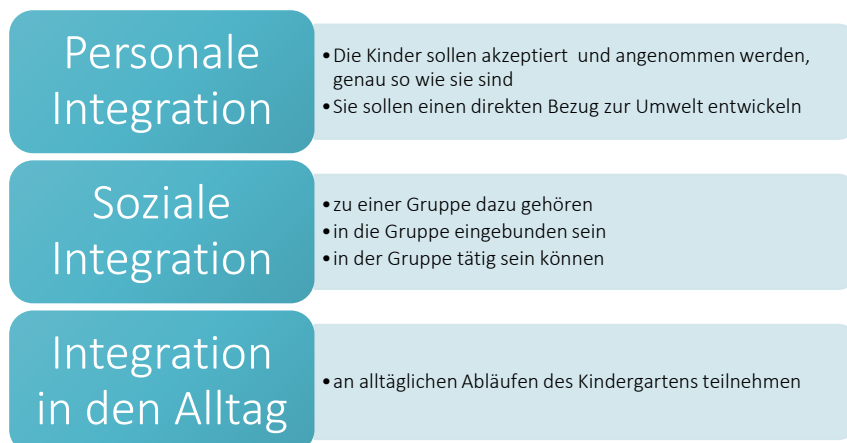 Personale
Integration
• Die Kinder sollen akzeptiert und angenommen werden,
genau so wie sie sind
• Sie sollen einen direkten Bezug zur Umwelt entwickeln
Soziale
Integration
• zu einer Gruppe dazu gehören
• in die Gruppe eingebunden sein
• in der Gruppe tätig sein können
Integration
in den Alltag
• an alltäglichen Abläufen des Kindergartens teilnehmen